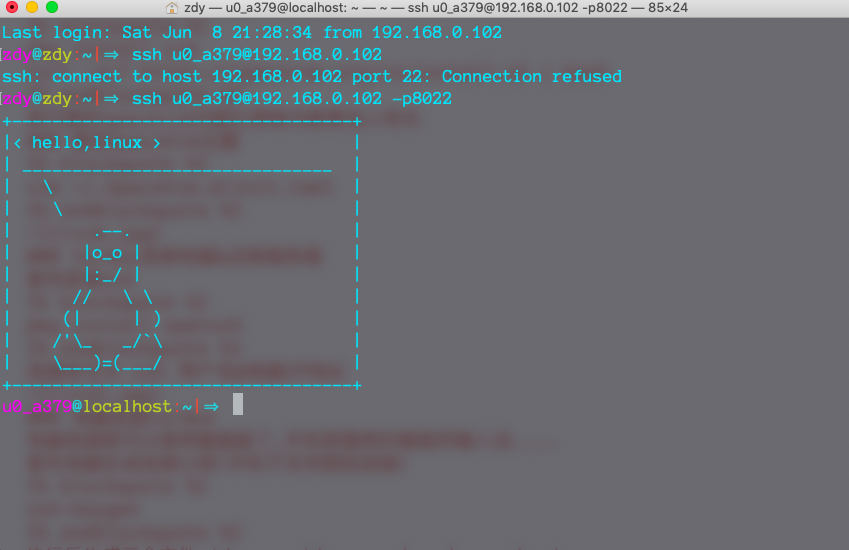 zdy — u0_a379@localhost: ~ — ~ — ssh u0_a379@192.168.0.102 -p8022 — 85×24
Last login: Sat Jun  8 21:28:34 from 192.168.0.102
zdy@zdy:~|⇒ ssh u0_a379@192.168.0.102
ssh: connect to host 192.168.0.102 port 22: Connection refused
zdy@zdy:~|⇒ ssh u0_a379@192.168.0.102 -p8022
+-----------------------------------+
|< hello,linux >                    |
| _______________________________   |
|   \                               |
|    \                              |
|        .--.                       |
|       |o_o |                      |
|       |:_/ |                      |
|      //   \ \                     |
|     (|     | )                    |
|    /'\_   _/`\                    |
|    \___)=(___/                    |
+-----------------------------------+
u0_a379@localhost:~|⇒